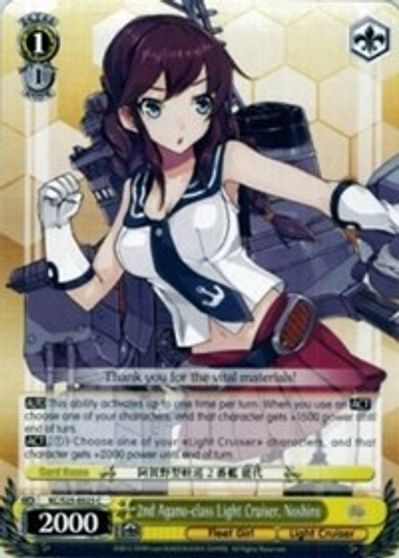 1
1
Thank you for the vital materials!
AUTO This ability activates up to one time per turn. When you use an ACT
choose one of your characters, and that character gets +1500 power until
end of turn.
ACT [(1)] Choose one of your «Light Cruiser» characters, and that
character gets +2000 power until end of turn.
Card Name 阿賀野型軽巡2番艦 能代
2nd Agano-class Light Cruiser, Noshiro
2000
Fleet Girl
Light Cruiser